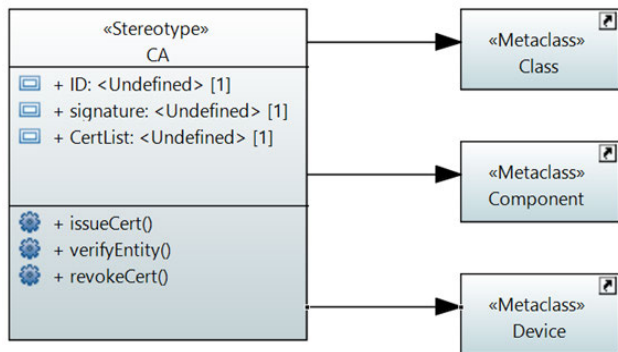 «Stereotype»
CA
+ ID: <Undefined> [1]
+ signature: <Undefined> [1]
+ CertList: <Undefined> [1]
+ issueCert()
+ verifyEntity()
+ revokeCert()
«Metaclass»
Class
«Metaclass»
Component
«Metaclass»
Device